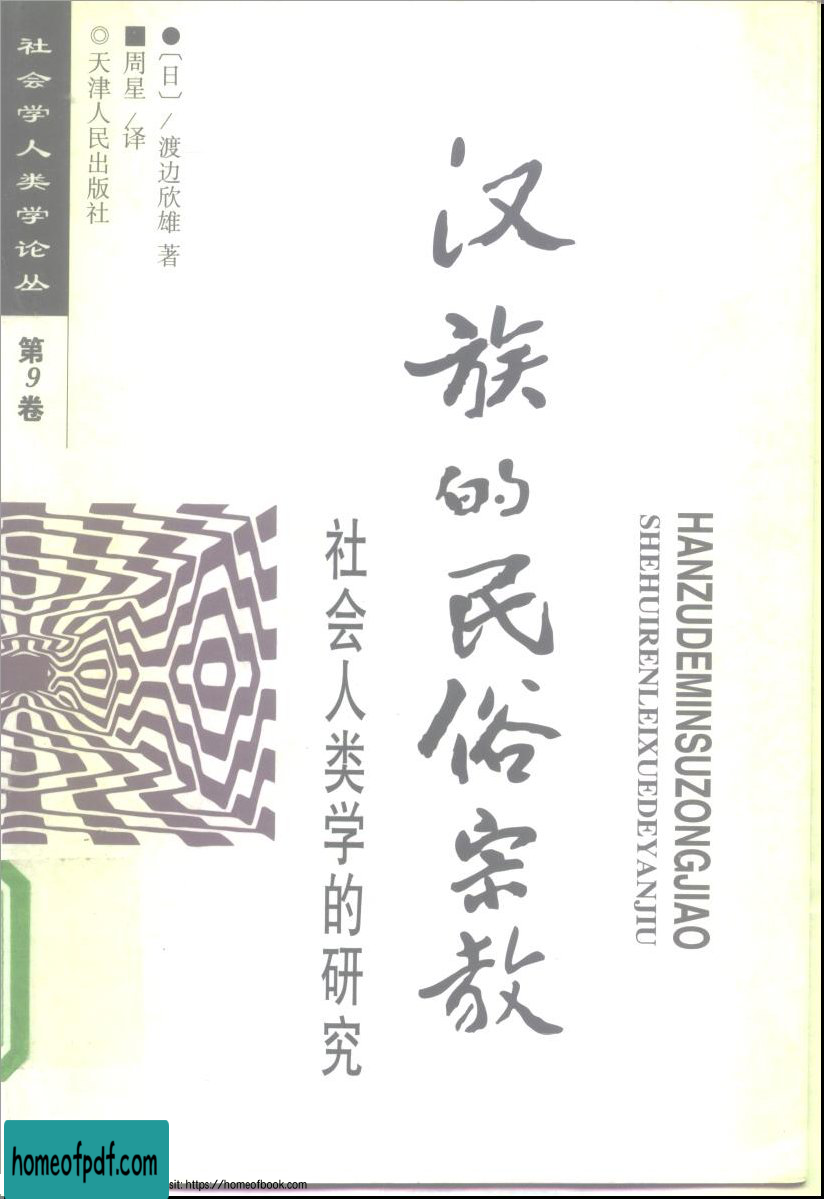 社会学人类学论丛
第9卷
●〔日〕/渡边欣雄 著
■周星/译
◎天津人民出版社
汉族的民俗宗教
社会人类学的研究
HANZUDEMINSUZONGJIAO
SHEHUIRENLEIXUEDEYANJIU
homeofpdf.com
sit: https://homeofbook.com